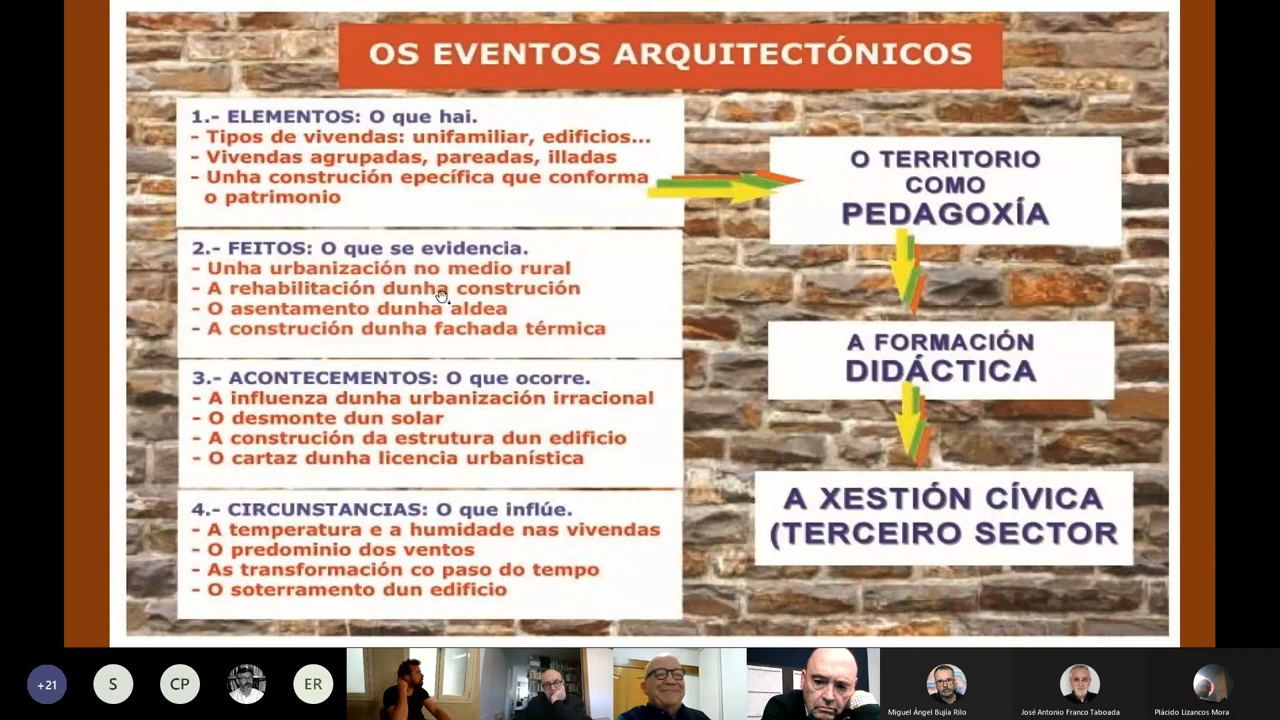 OS EVENTOS ARQUITECTÓNICOS
1.- ELEMENTOS: O que hai.
- Tipos de vivendas: unifamiliar, edificios...
- Vivendas agrupadas, pareadas, illadas
- Unha construción epecífica que conforma
o patrimonio
2.- FEITOS: O que se evidencia.
- Unha urbanización no medio rural
- A rehabilitación dunha construción
- O asentamento dunha aldea
- A construción dunha fachada térmica
3.- ACONTECEMENTOS: O que ocorre.
- A influenza dunha urbanización irracional
- O desmonte dun solar
- A construción da estrutura dun edificio
- O cartaz dunha licencia urbanística
4.- CIRCUNSTANCIAS: O que inflúe.
- A temperatura e a humidade nas vivendas
- O predominio dos ventos
- As transformación co paso do tempo
- O soterramento dun edificio
O TERRITORIO
COMO
PEDAGOXÍA
A FORMACIÓN
DIDÁCTICA
A XESTIÓN CÍVICA
(TERCEIRO SECTOR
+21
S
CP
ER
Miguel Ángel Bujía Rilo
José Antonio Franco Taboada
Plácido Lizancos Mora